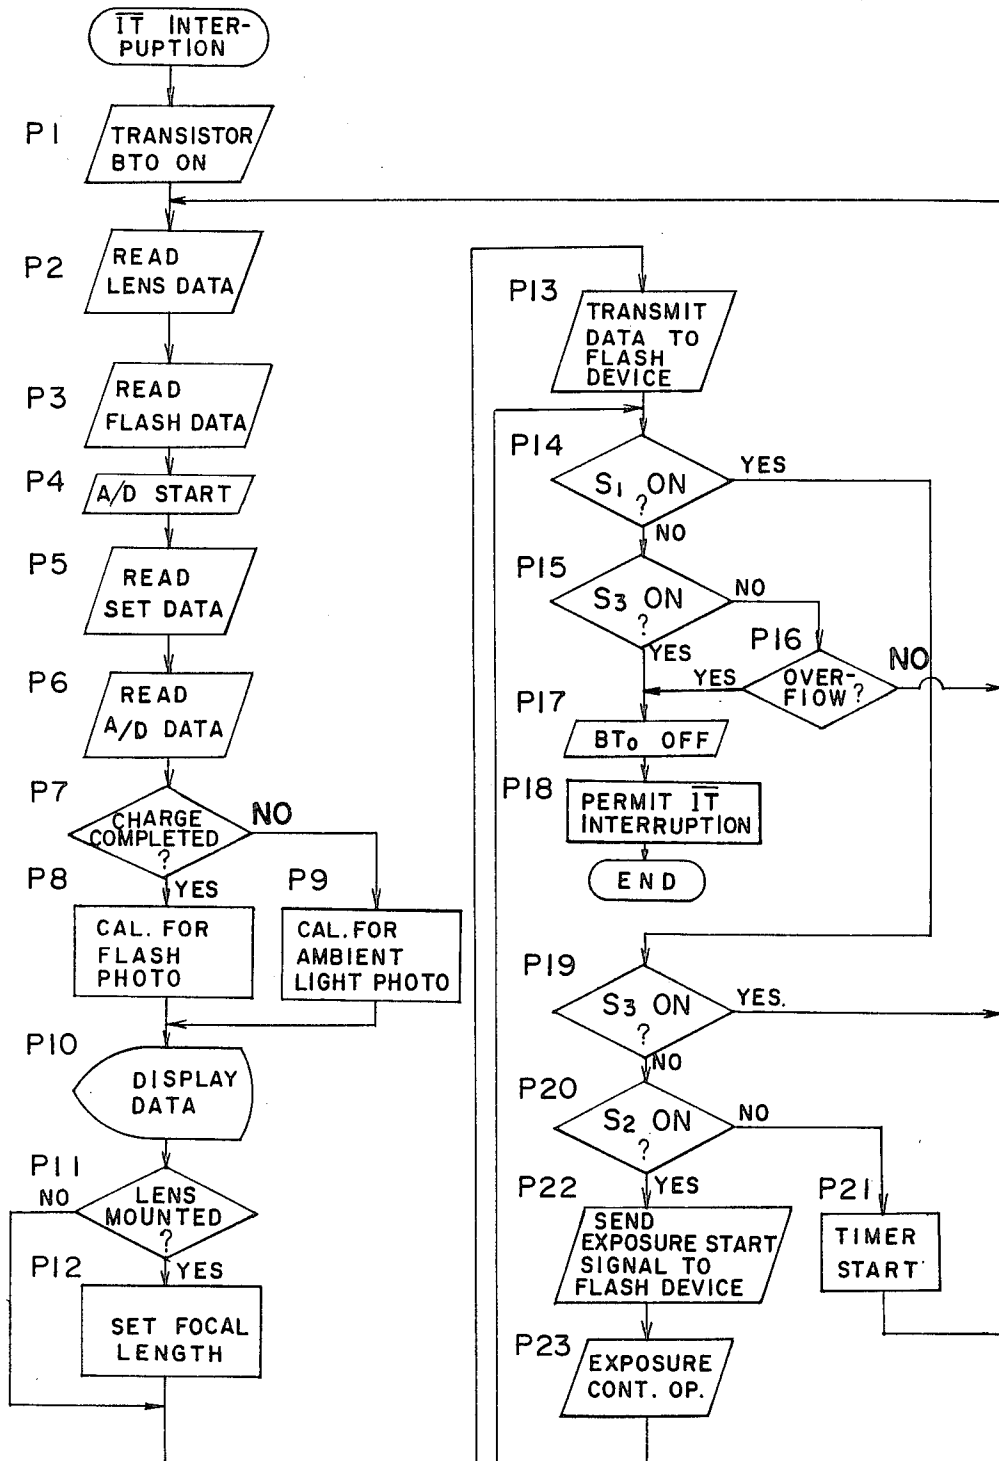 IT INTER-
PUPTION
P1
TRANSISTOR
BTO ON
P2
READ
LENS DATA
P3
READ
FLASH DATA
P4
A/D START
P5
READ
SET DATA
P6
READ
A/D DATA
P7
CHARGE
COMPLETED
?
NO
YES
P8
CAL. FOR
FLASH
PHOTO
P9
CAL. FOR
AMBIENT
LIGHT PHOTO
P10
DISPLAY
DATA
P11
LENS
MOUNTED
?
NO
YES
P12
SET FOCAL
LENGTH
P13
TRANSMIT
DATA TO
FLASH
DEVICE
P14
S1 ON
?
YES
NO
P15
S3 ON
?
NO
YES
P16
OVER-
FLOW?
YES
NO
P17
BTo OFF
P18
PERMIT IT
INTERRUPTION
END
P19
S3 ON
?
YES.
NO
P20
S2 ON
?
NO
YES
P21
TIMER
START
P22
SEND
EXPOSURE START
SIGNAL TO
FLASH DEVICE
P23
EXPOSURE
CONT. OP.